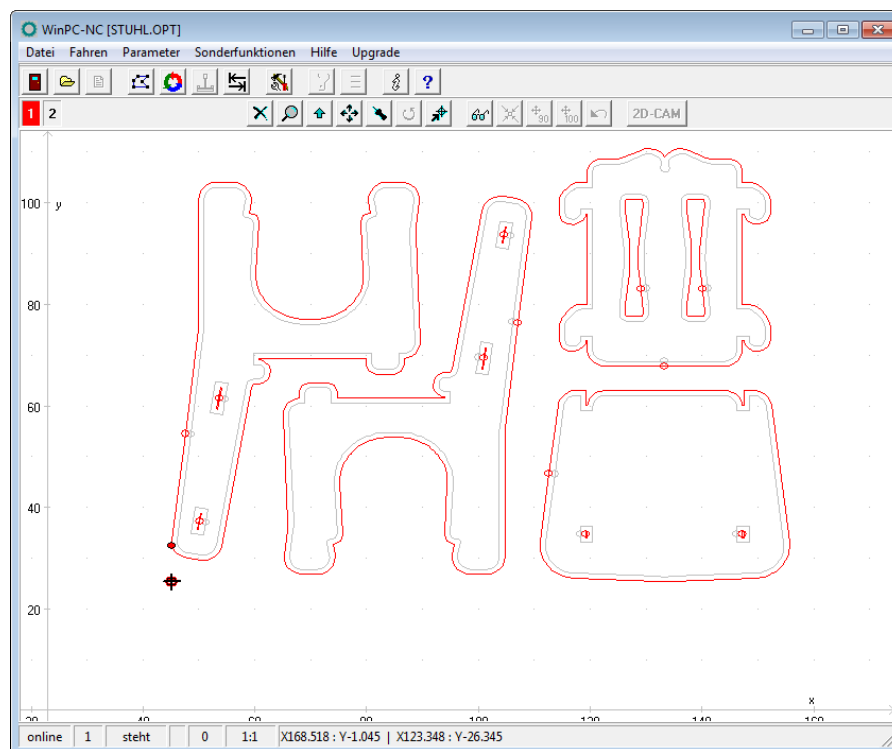 WinPC-NC [STUHL.OPT]
Datei Fahren Parameter Sonderfunktionen Hilfe Upgrade
1 2 +90 +100 2D-CAM
100 y
80
60
40
20
x
20 40 60 80 100 120 140 160
online 1 steht 0 1:1 X168.518 : Y-1.045 | X123.348 : Y-26.345